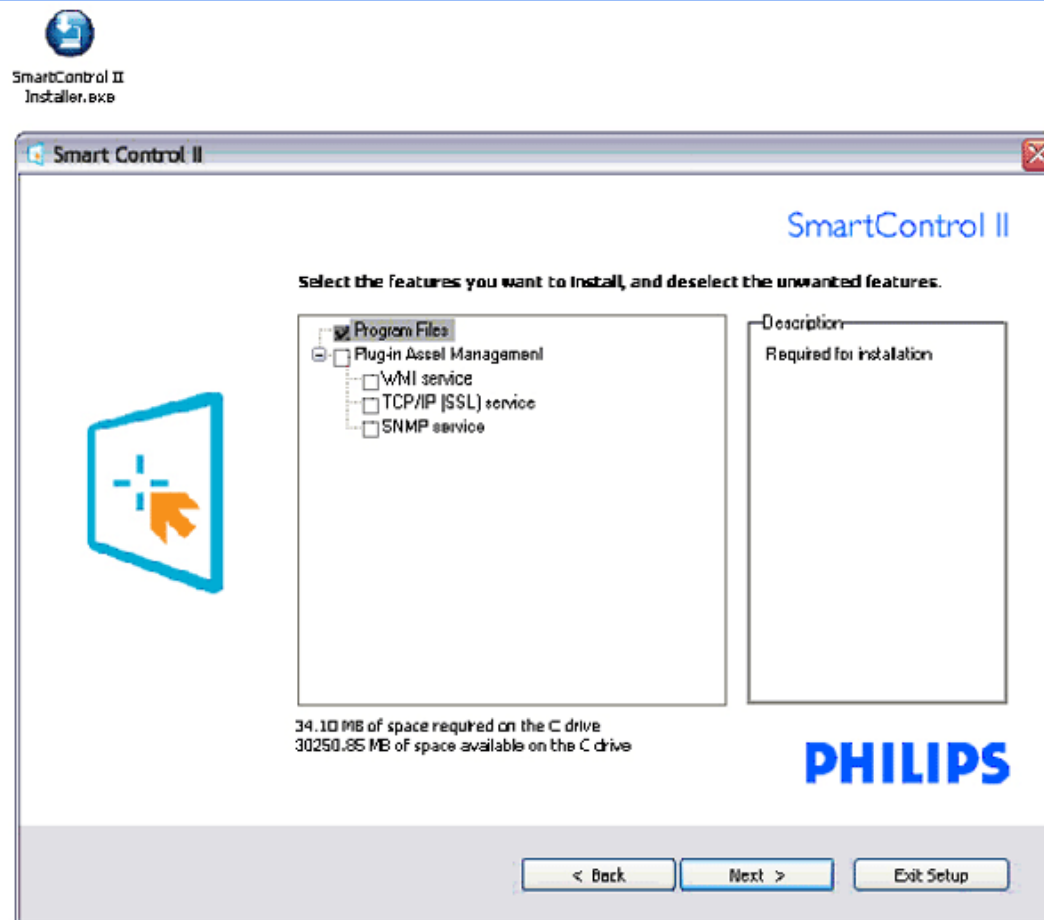 SmartControl II
Installer.exe
Smart Control II
SmartControl II
Select the features you want to install, and deselect the unwanted features.
Program Files
Plug-in Asset Management
WMI service
TCP/IP (SSL) service
SNMP service
Description
Required for installation
34.10 MB of space required on the C drive
30250.85 MB of space available on the C drive
PHILIPS
< Back
Next >
Exit Setup